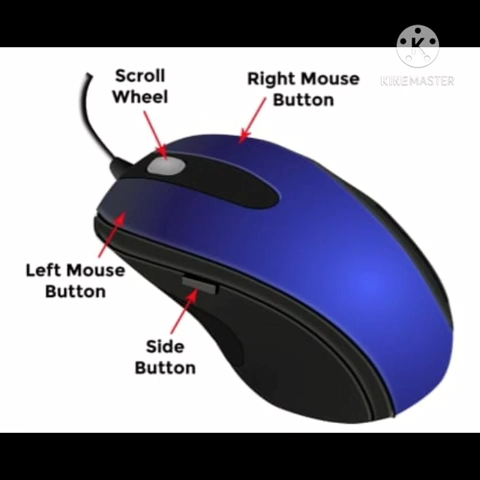 KINEMASTER
Scroll
Wheel
Right Mouse
Button
Left Mouse
Button
Side
Button